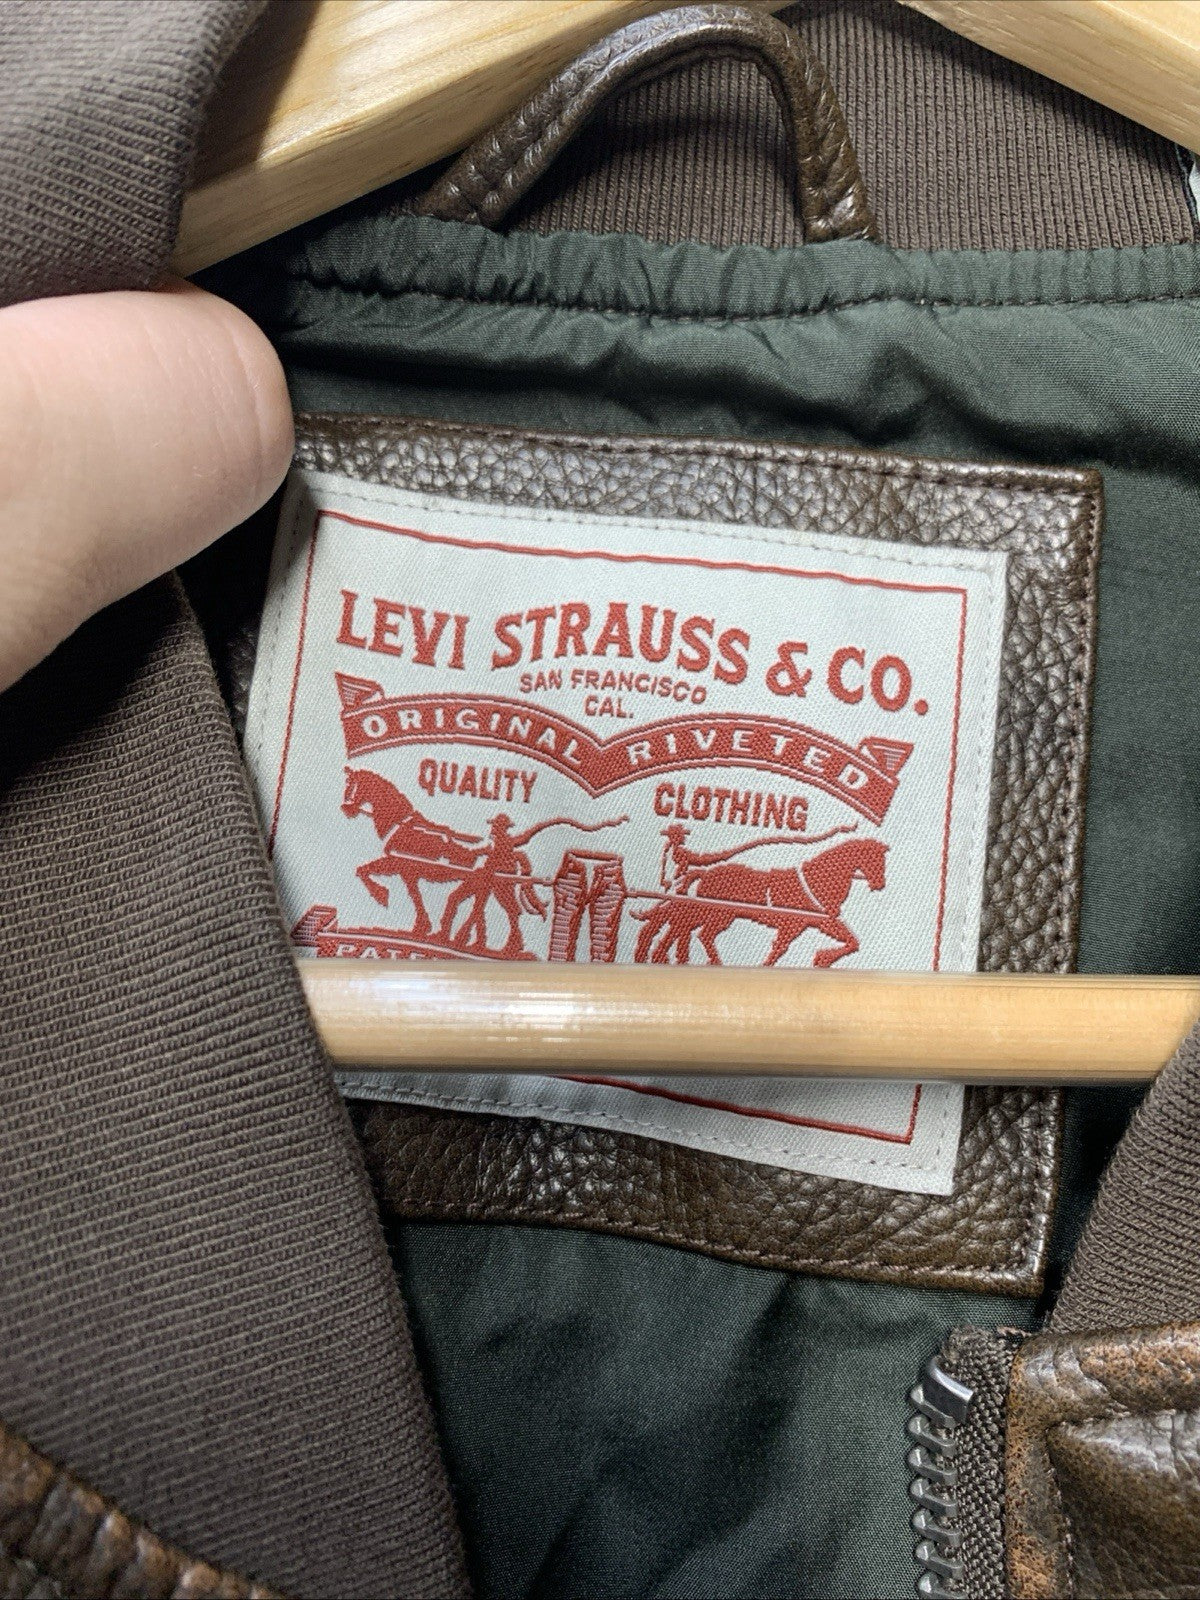 LEVI STRAUSS & CO.
SAN FRANCISCO
CAL.
ORIGINAL RIVETED
QUALITY CLOTHING